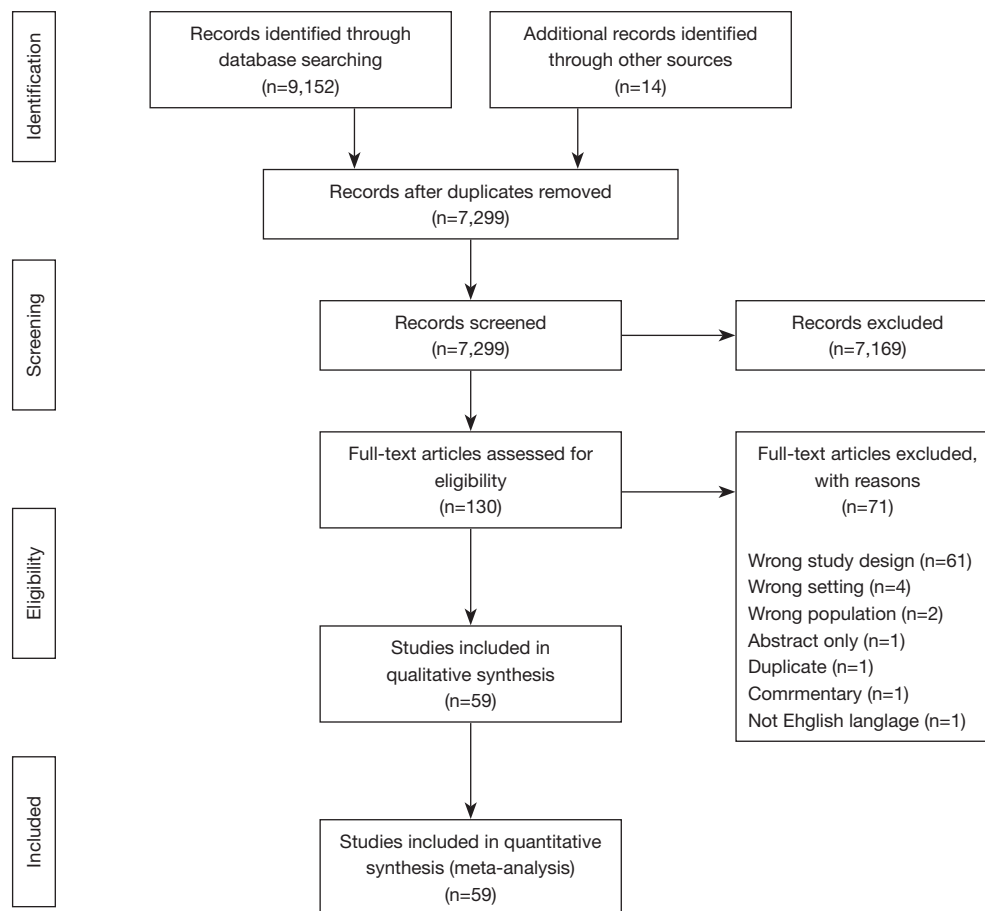 Identification
Records identified through
database searching
(n=9,152)
Additional records identified
through other sources
(n=14)
Records after duplicates removed
(n=7,299)
Screening
Records screened
(n=7,299)
Records excluded
(n=7,169)
Eligibility
Full-text articles assessed for
eligibility
(n=130)
Full-text articles excluded,
with reasons
(n=71)
Wrong study design (n=61)
Wrong setting (n=4)
Wrong population (n=2)
Abstract only (n=1)
Duplicate (n=1)
Commrmentary (n=1)
Not Ehglish langlage (n=1)
Studies included in
qualitative synthesis
(n=59)
Included
Studies included in quantitative
synthesis (meta-analysis)
(n=59)